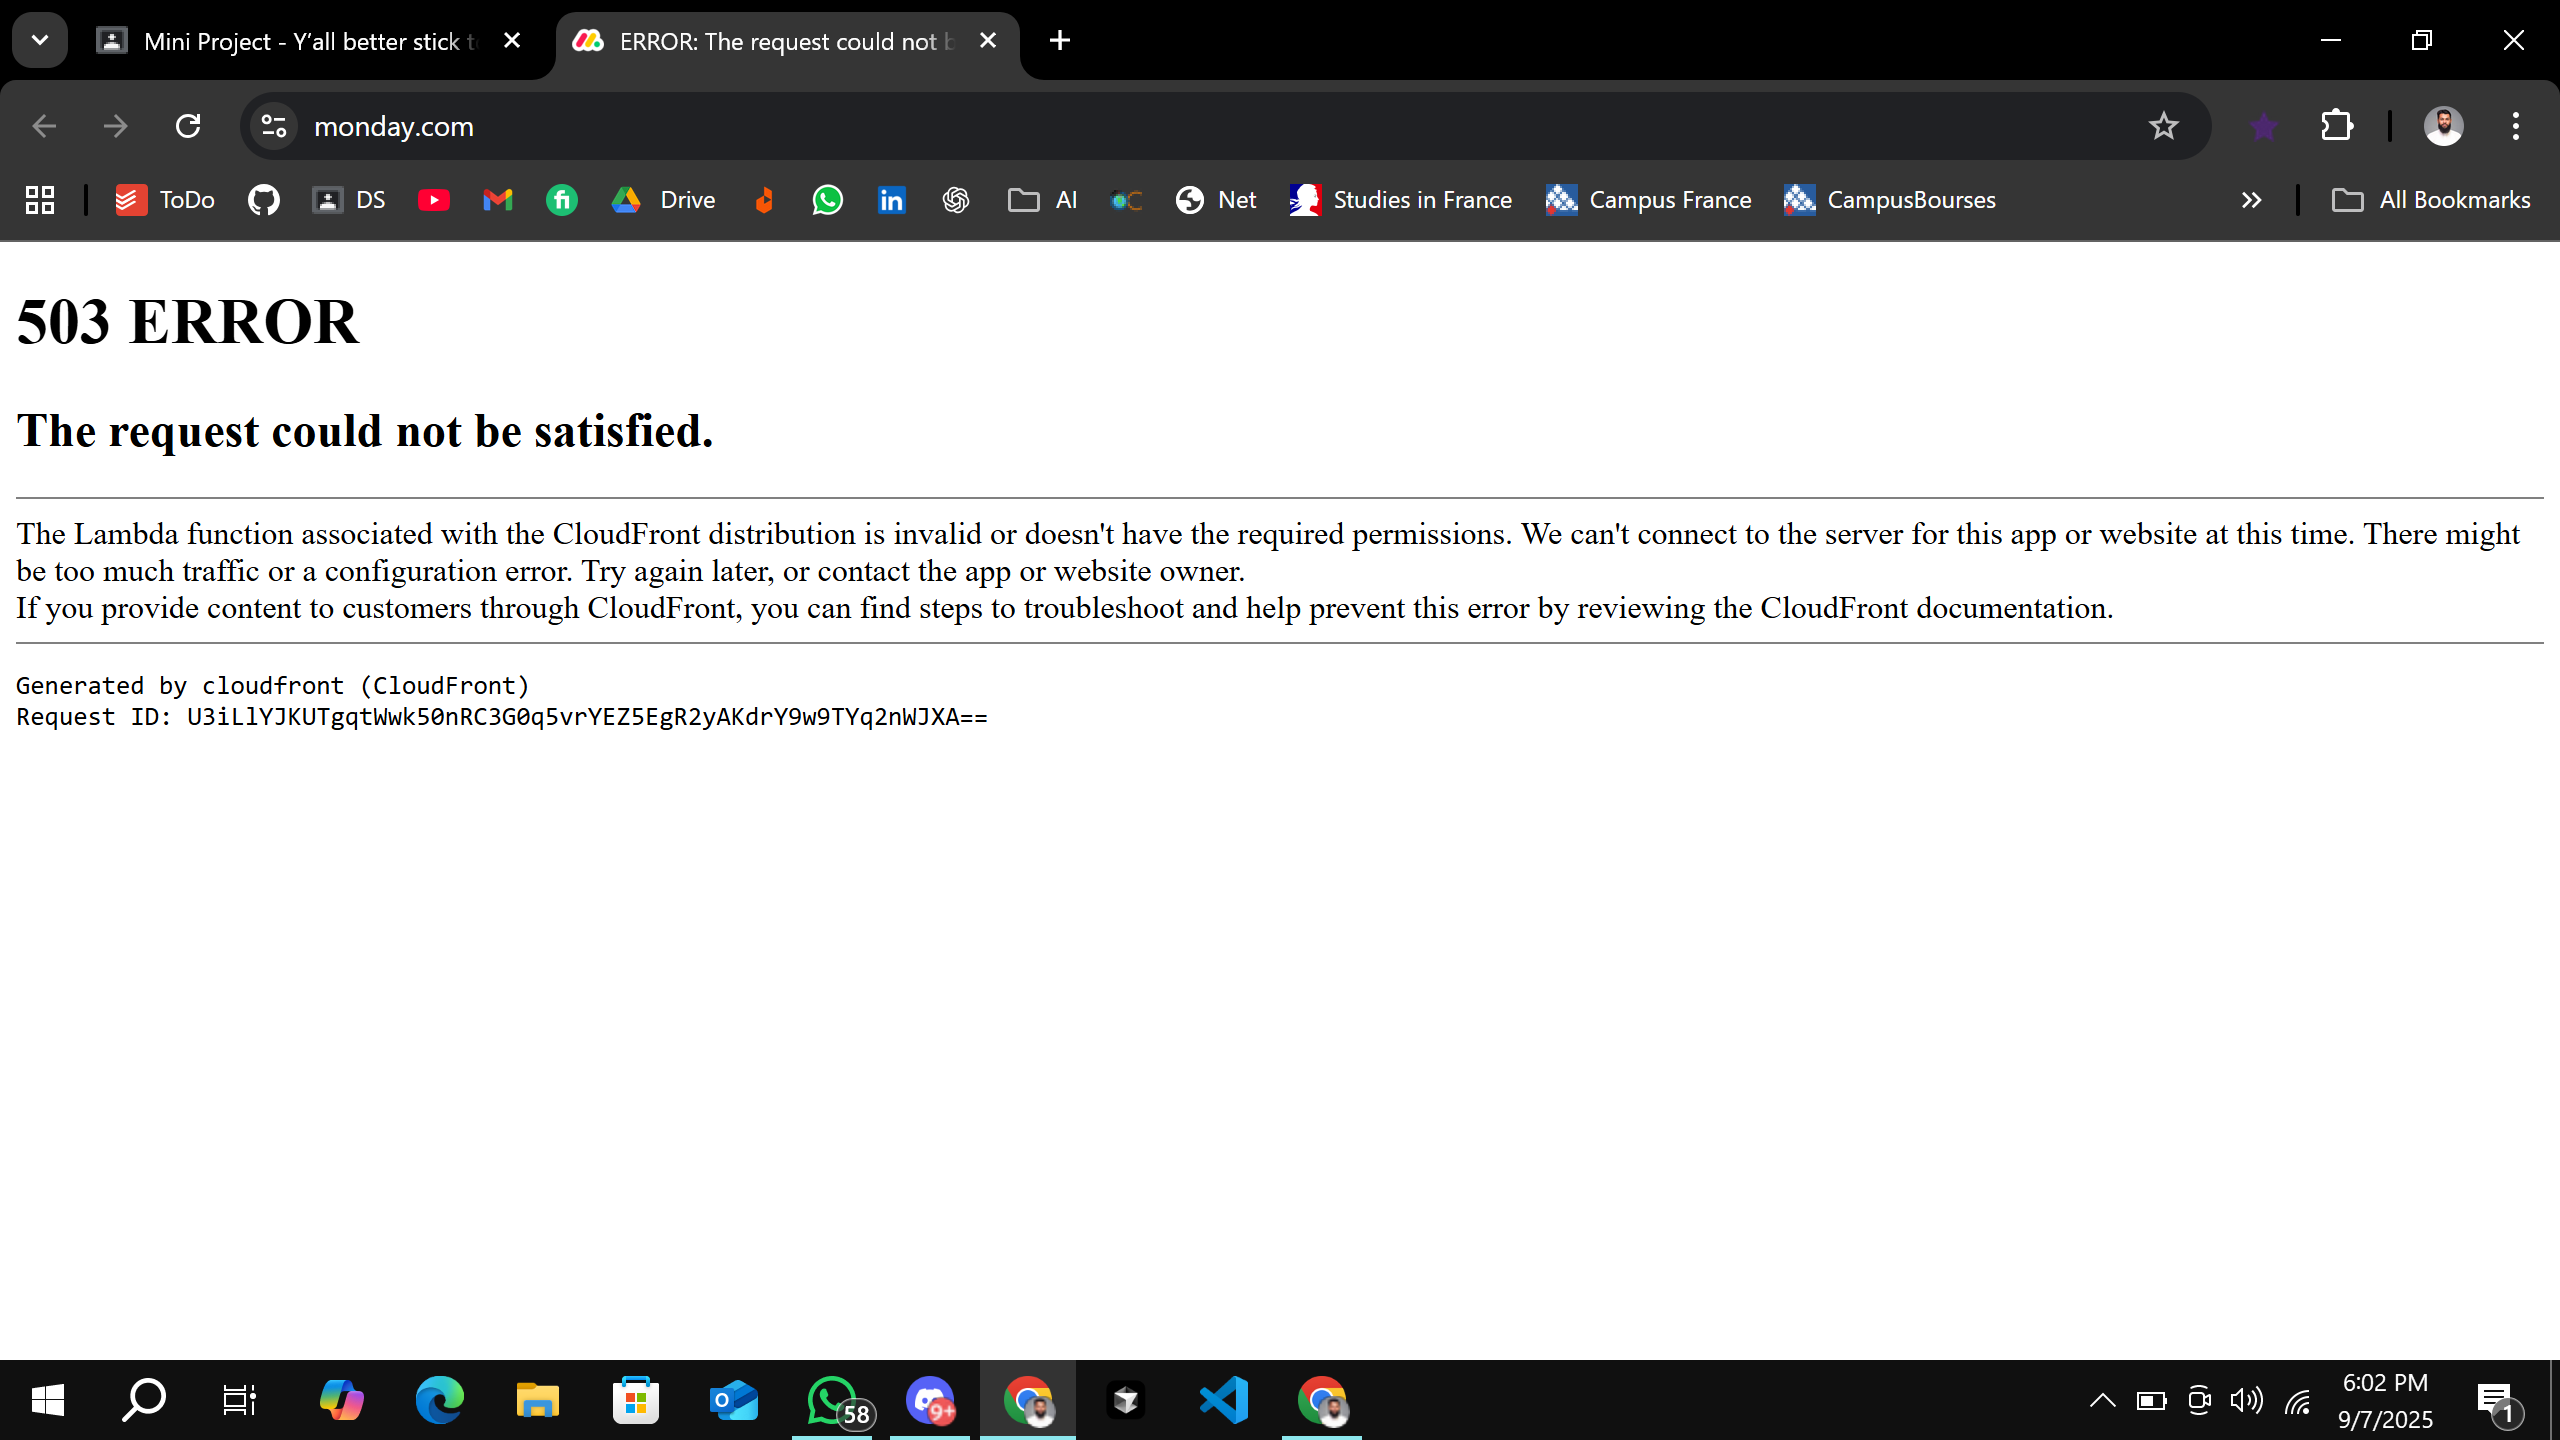 Mini Project - Y'all better stick t
ERROR: The request could not b
monday.com
ToDo
DS
Drive
AI
Net
Studies in France
Campus France
CampusBourses
All Bookmarks
503 ERROR
The request could not be satisfied.
The Lambda function associated with the CloudFront distribution is invalid or doesn't have the required permissions. We can't connect to the server for this app or website at this time. There might
be too much traffic or a configuration error. Try again later, or contact the app or website owner.
If you provide content to customers through CloudFront, you can find steps to troubleshoot and help prevent this error by reviewing the CloudFront documentation.
Generated by cloudfront (CloudFront)
Request ID: U3iLlYJKUTgqtWwk50nRC3G0q5vrYEZ5EgR2yAKdrY9w9TYq2nWJXA==
58
9+
6:02 PM
9/7/2025
1